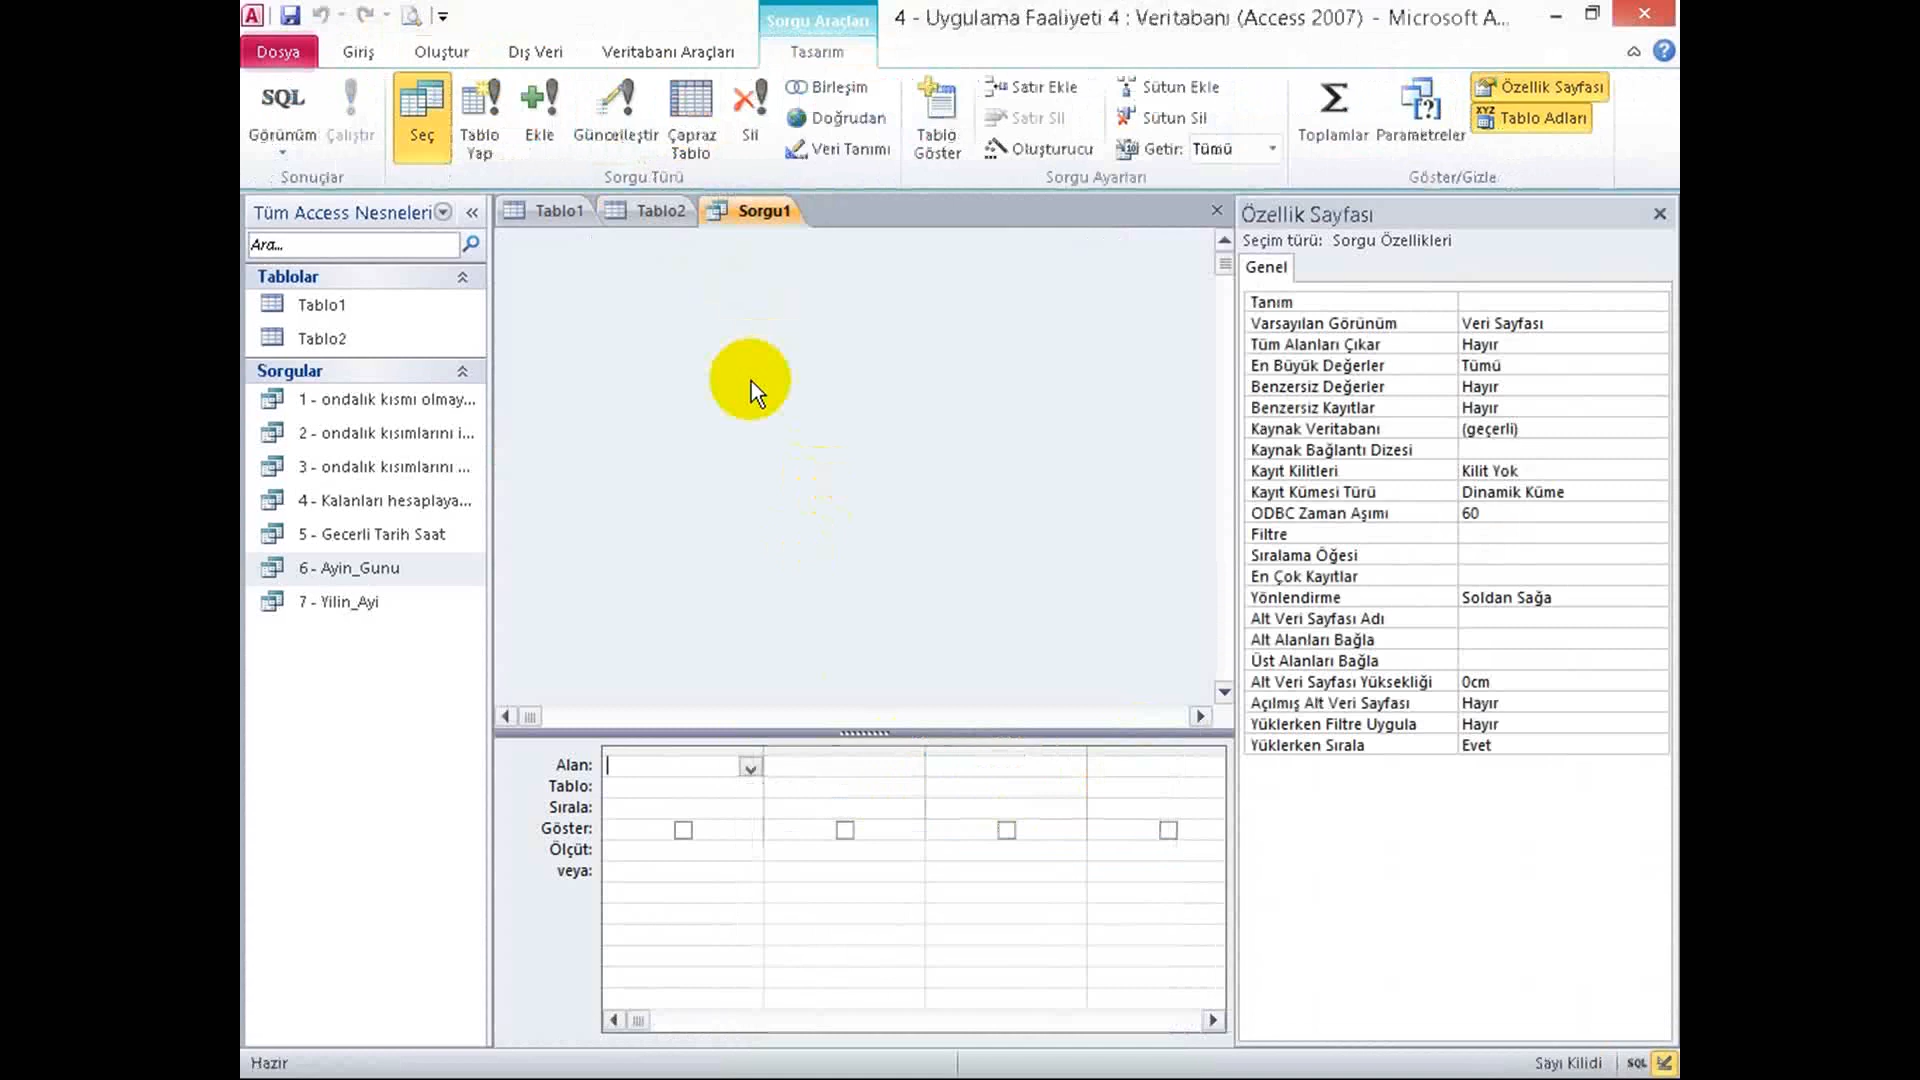 Sorgu Araçları
4 - Uygulama Faaliyeti 4 : Veritabanı (Access 2007) - Microsoft A...
Dosya
Giriş
Oluştur
Dış Veri
Veritabanı Araçları
Tasarım
SQL
Görünüm
Çalıştır
Seç
Tablo Yap
Ekle
Güncelleştir
Çapraz Tablo
Sil
Birleşim
Doğrudan
Veri Tanımı
Tablo Göster
Satır Ekle
Satır Sil
Oluşturucu
Sütun Ekle
Sütun Sil
Getir: Tümü
Toplamlar
Parametreler
Özellik Sayfası
XYZ Tablo Adları
Sonuçlar
Sorgu Türü
Sorgu Ayarları
Göster/Gizle
Tüm Access Nesneleri
Ara...
Tablolar
Tablo1
Tablo2
Sorgular
1 - ondalık kısmı olmay...
2 - ondalık kısımlarını i...
3 - ondalık kısımlarını ...
4 - Kalanları hesaplaya...
5 - Gecerli Tarih Saat
6 - Ayin_Gunu
7 - Yilin_Ayi
Tablo1
Tablo2
Sorgu1
Alan:
Tablo:
Sırala:
Göster:
Ölçüt:
veya:
Özellik Sayfası
Seçim türü: Sorgu Özellikleri
Genel
Tanım
Varsayılan Görünüm Veri Sayfası
Tüm Alanları Çıkar Hayır
En Büyük Değerler Tümü
Benzersiz Değerler Hayır
Benzersiz Kayıtlar Hayır
Kaynak Veritabanı (geçerli)
Kaynak Bağlantı Dizesi
Kayıt Kilitleri Kilit Yok
Kayıt Kümesi Türü Dinamik Küme
ODBC Zaman Aşımı 60
Filtre
Sıralama Öğesi
En Çok Kayıtlar
Yönlendirme Soldan Sağa
Alt Veri Sayfası Adı
Alt Alanları Bağla
Üst Alanları Bağla
Alt Veri Sayfası Yüksekliği 0cm
Açılmış Alt Veri Sayfası Hayır
Yüklerken Filtre Uygula Hayır
Yüklerken Sırala Evet
Hazır
Sayı Kilidi
SQL